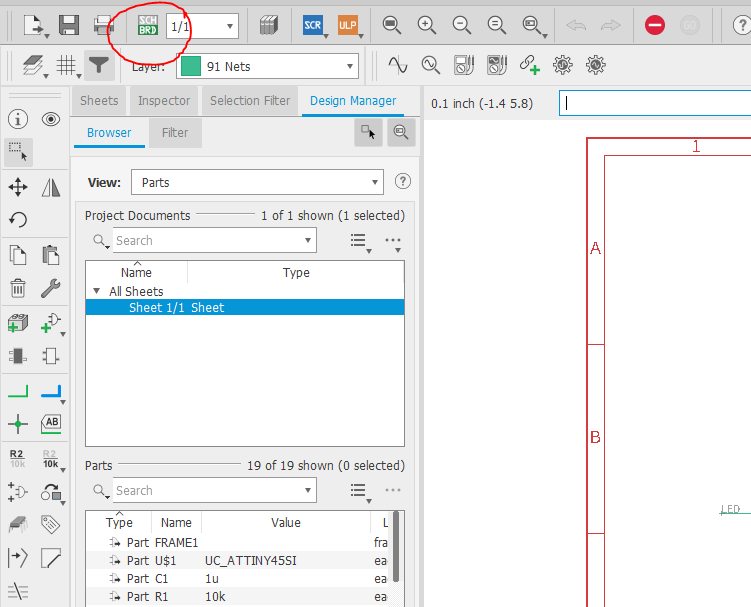 SCH
BRD
1/1
SCR
ULP
GO
Layer:
91 Nets
Sheets
Inspector
Selection Filter
Design Manager
0.1 inch (-1.4 5.8)
Browser
Filter
View:
Parts
Project Documents
1 of 1 shown (1 selected)
Search
Name
Type
All Sheets
Sheet 1/1 Sheet
Parts
19 of 19 shown (0 selected)
Search
Type
Name
Value
Part FRAME1
fra
Part U$1 UC_ATTINY45SI
ea
Part C1 1u
ea
Part R1 10k
ea
AB
R2
10k
R2
10k
1
A
B
LED